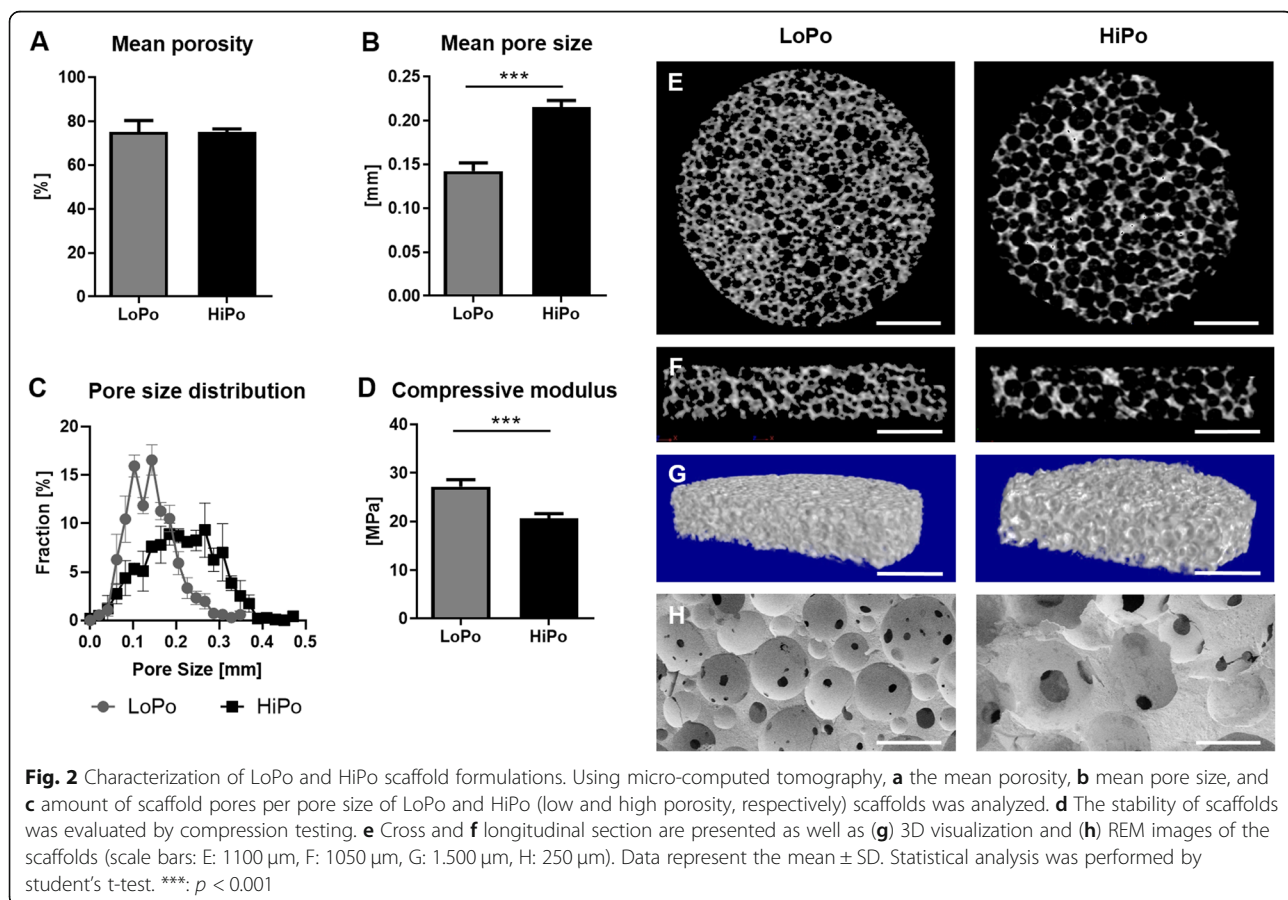 A Mean porosity
100
80
60
40
20
0
[%]
LoPo HiPo
B Mean pore size
***
0.25
0.20
0.15
0.10
0.05
0.00
[mm]
LoPo HiPo
C Pore size distribution
20
15
10
5
0
Fraction [%]
0.0 0.1 0.2 0.3 0.4 0.5
Pore Size [mm]
LoPo HiPo
D Compressive modulus
***
40
30
20
10
0
[MPa]
LoPo HiPo
LoPo HiPo
E
F
G
H
Fig. 2 Characterization of LoPo and HiPo scaffold formulations. Using micro-computed tomography, a the mean porosity, b mean pore size, and
c amount of scaffold pores per pore size of LoPo and HiPo (low and high porosity, respectively) scaffolds was analyzed. d The stability of scaffolds
was evaluated by compression testing. e Cross and f longitudinal section are presented as well as (g) 3D visualization and (h) REM images of the
scaffolds (scale bars: E: 1100 μm, F: 1050 μm, G: 1.500 μm, H: 250 μm). Data represent the mean ± SD. Statistical analysis was performed by
student's t-test. ***: p < 0.001